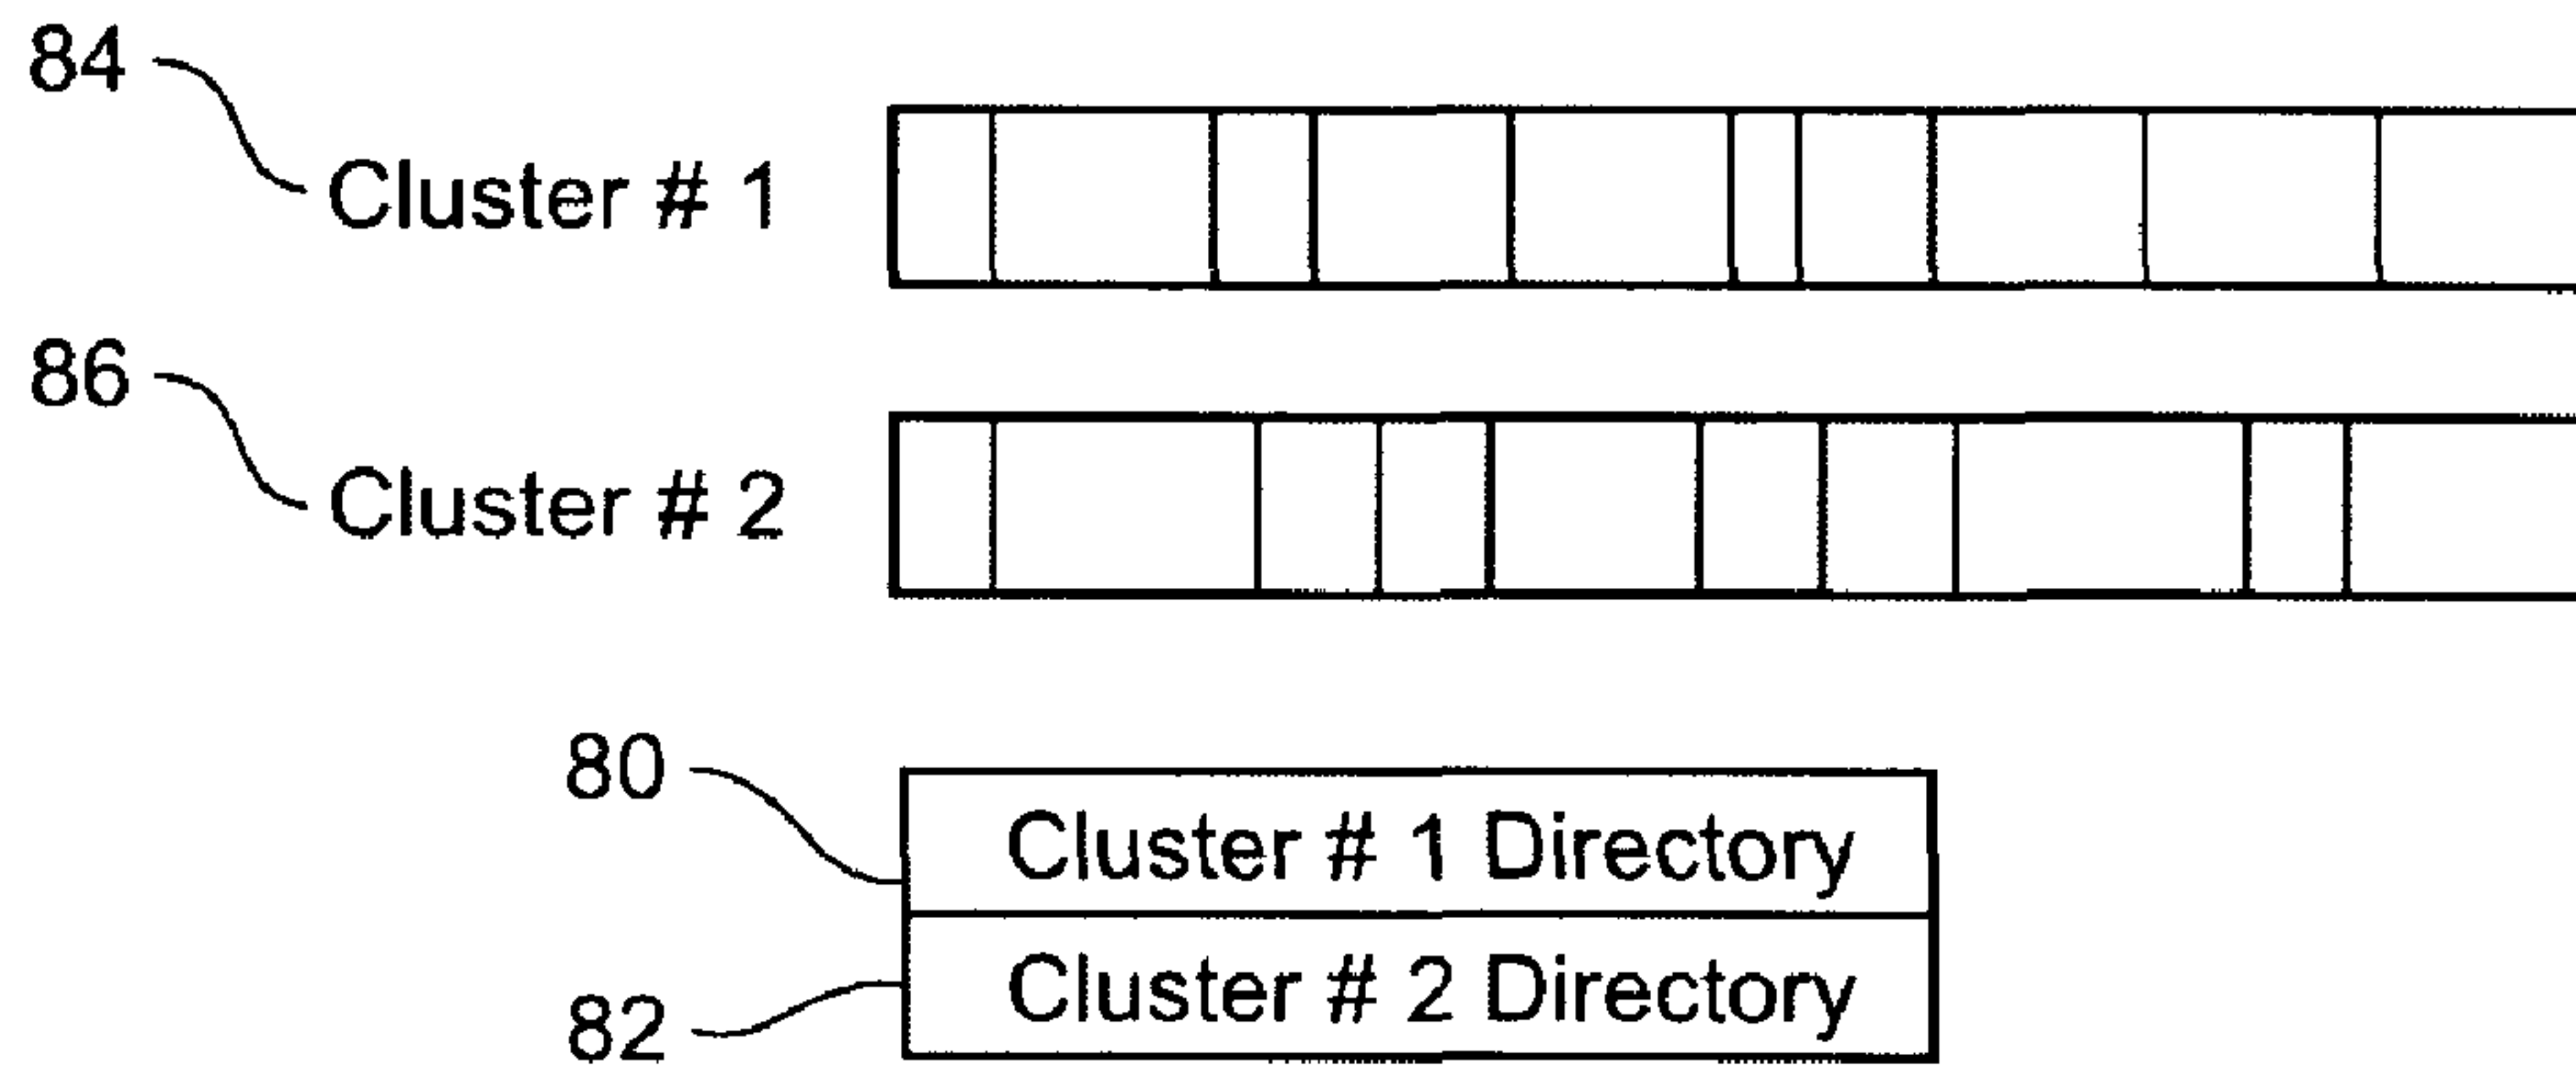 84
Cluster # 1
86
Cluster # 2
80
Cluster # 1 Directory
Cluster # 2 Directory
82